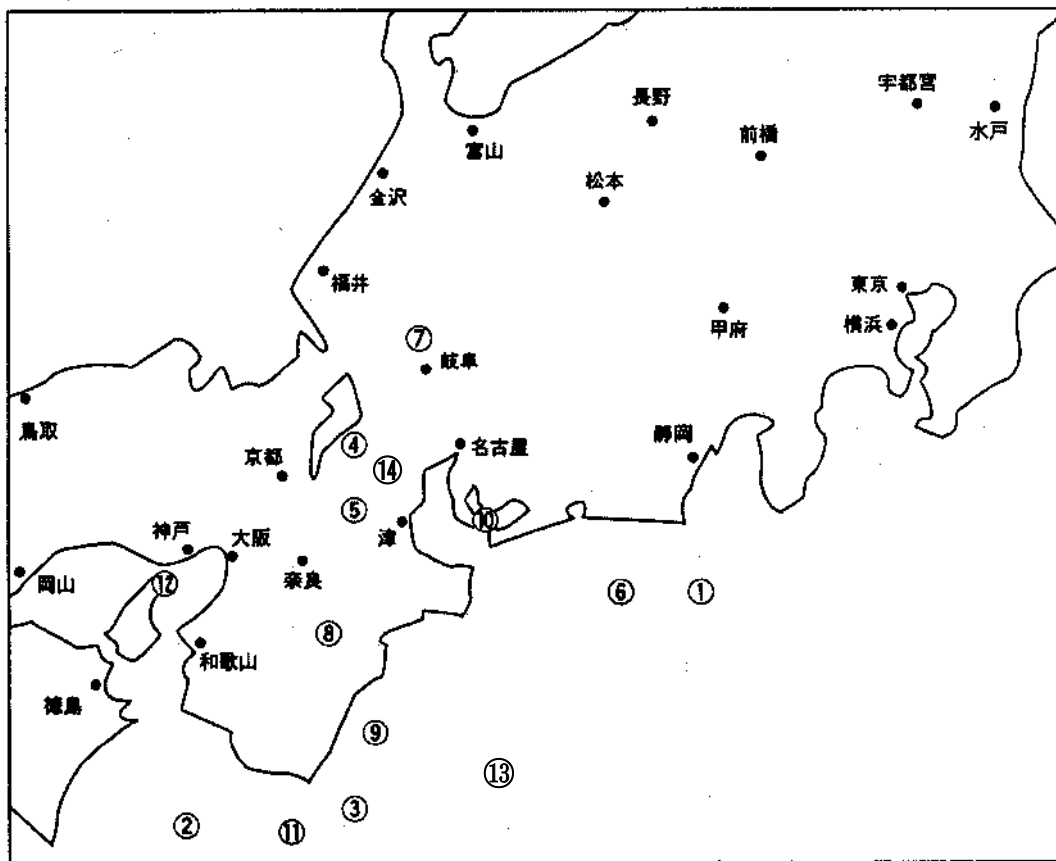 宇都宮
長野
水戸
前橋
富山
松本
金沢
福井
東京
甲府
横浜
⑦
岐阜
鳥取
静岡
④
名古屋
京都
⑭
⑤
⑩
津
神戸
大阪
岡山
⑫
奈良
⑥
①
⑧
和歌山
徳島
⑨
⑬
③
②
⑪